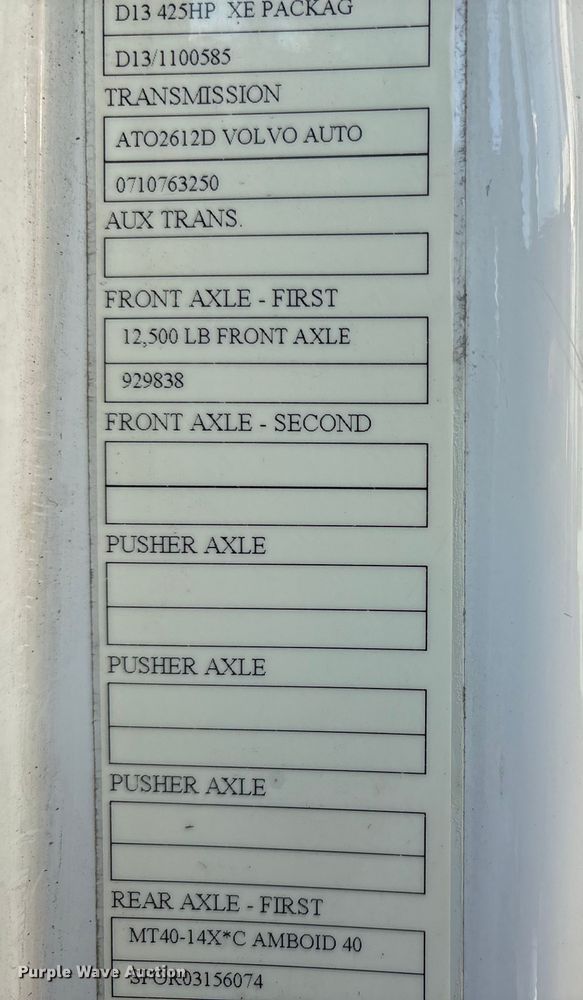 D13 425HP XE PACKAG
D13/1100585
TRANSMISSION
ATO2612D VOLVO AUTO
0710763250
AUX TRANS.
FRONT AXLE - FIRST
12,500 LB FRONT AXLE
929838
FRONT AXLE - SECOND
PUSHER AXLE
PUSHER AXLE
PUSHER AXLE
REAR AXLE - FIRST
MT40-14X*C AMBOID 40
Purple Wave Auction